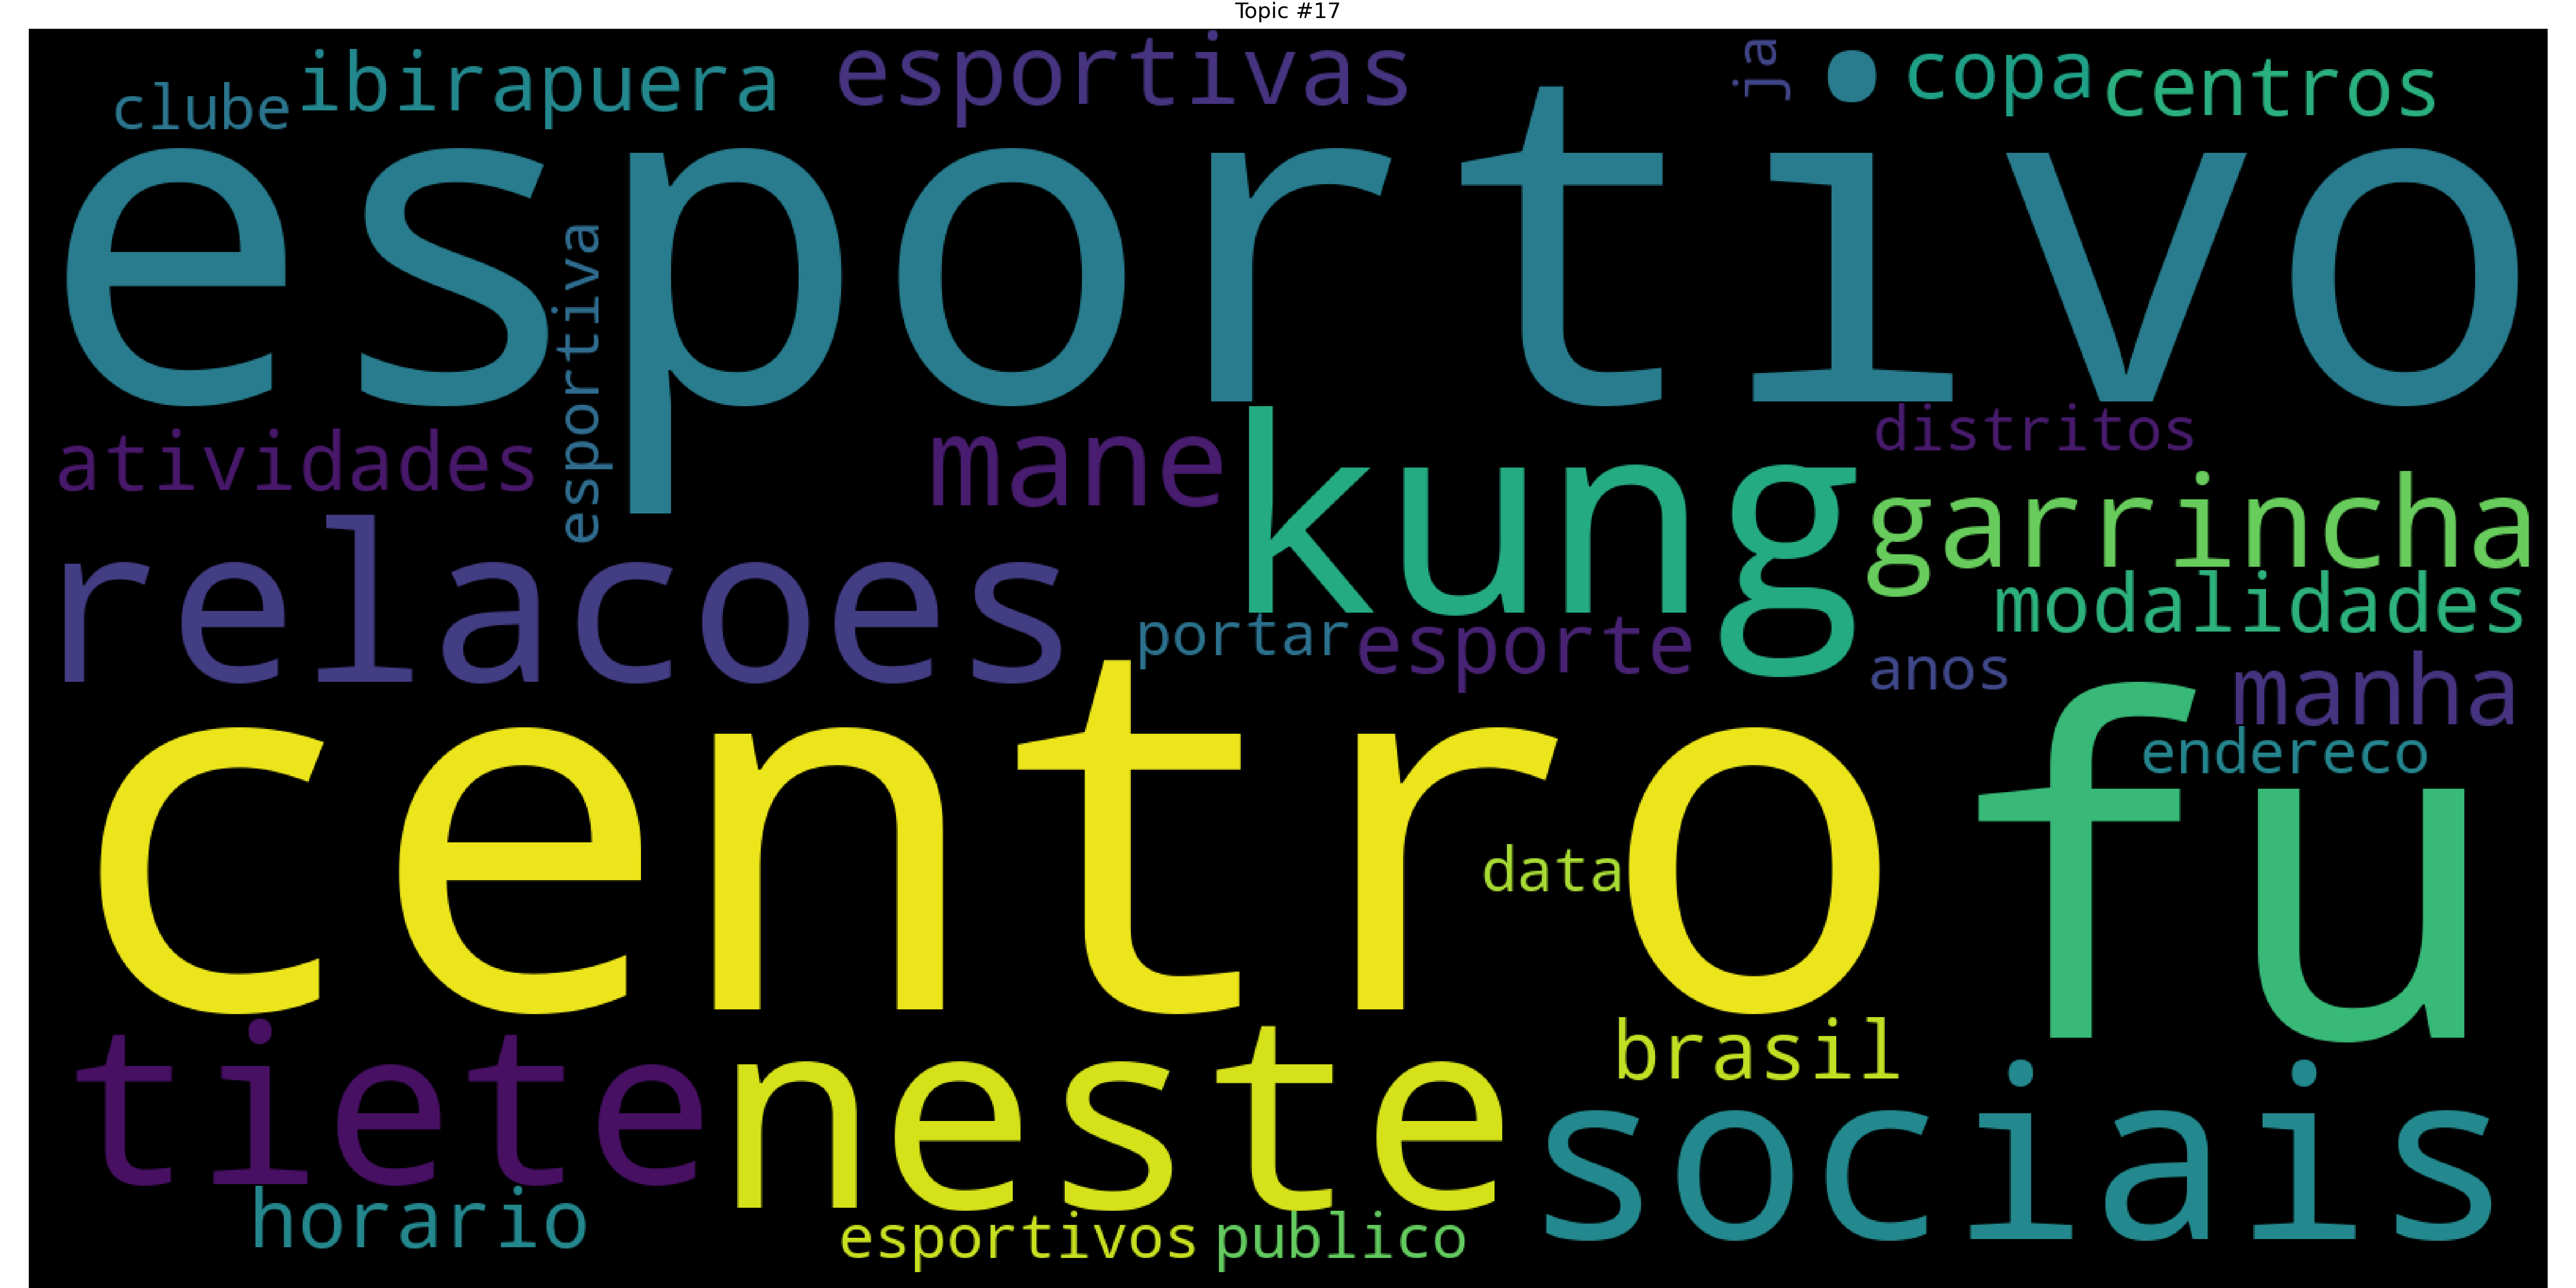 Topic #17
clube
ibirapuera
esportivas
ja
copa
centros
esportivo
esportiva
atividades
mane
kung
distritos
garrincha
relacoes
modalidades
portar
esporte
anos
manha
centro
fu
endereco
data
tiete
neste
brasil
sociais
horario
esportivos
publico